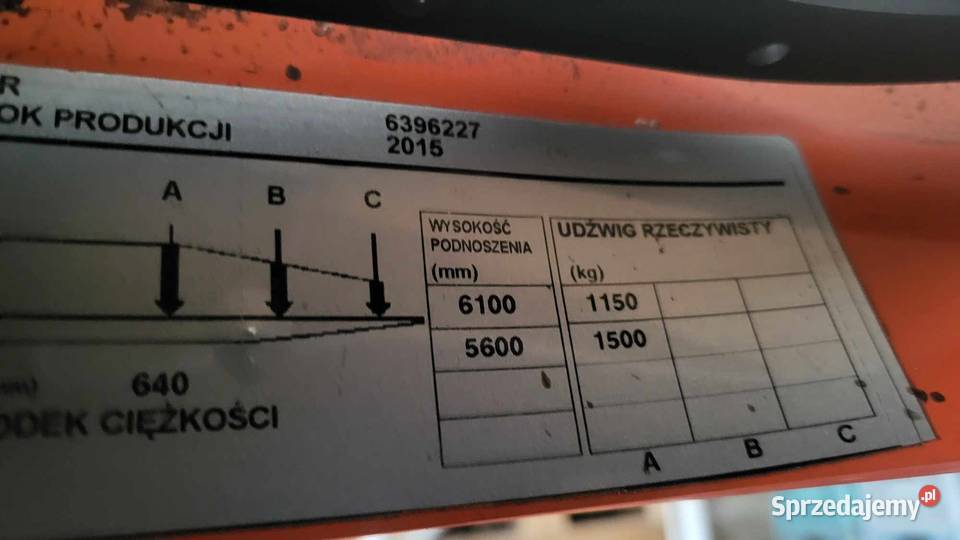 R
OK PRODUKCJI
6396227
2015
A B C
WYSOKOŚĆ
PODNOSZENIA
(mm)
UDŹWIG RZECZYWISTY
(kg)
6100 1150
5600 1500
640
ODEK CIĘŻKOŚCI
A B C
Sprzedajemy.pl